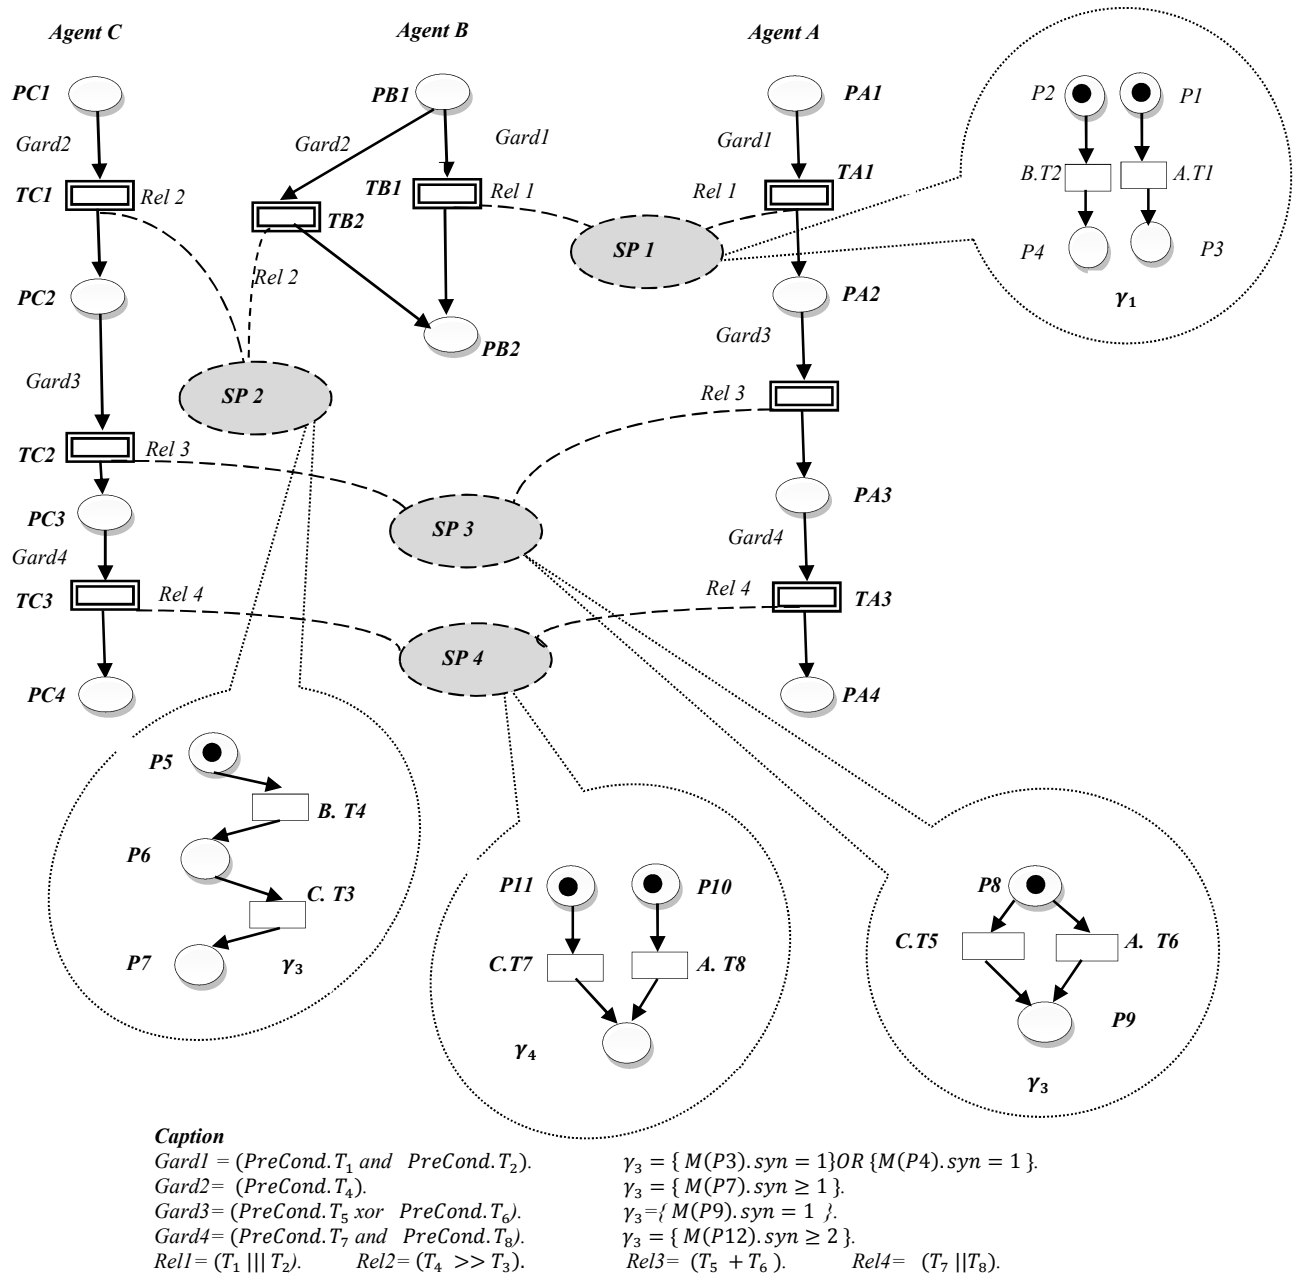 Agent C Agent B Agent A
PC1 PB1 PA1 P2 P1
Gard2 Gard2 Gard1 Gard1
TC1 Rel 2 TB2 TB1 Rel 1 Rel 1 TA1 B.T2 A.T1
SP 1
Rel 2
P4 P3
PC2 PA2
γ₁
PB2 Gard3
Gard3 SP 2 Rel 3
TC2 Rel 3
PC3 SP 3 PA3
Gard4 Gard4
TC3 Rel 4 Rel 4 TA3
SP 4
PC4 PA4
P5
B. T4
P6
C. T3
P7 γ₃
P11 P10
C.T7 A. T8
γ₄
P8
C.T5 A. T6
P9
γ₃
Caption
Gard1 = (PreCond.T₁ and PreCond.T₂). γ₃ = { M(P3).syn = 1}OR {M(P4).syn = 1 }.
Gard2= (PreCond.T₄). γ₃ = { M(P7).syn ≥ 1}.
Gard3= (PreCond.T₅ xor PreCond.T₆). γ₃={ M(P9).syn = 1 }.
Gard4= (PreCond.T₇ and PreCond.T₈). γ₃ = { M(P12).syn ≥ 2}.
Rel1= (T₁ ||| T₂). Rel2= (T₄ >> T₃). Rel3= (T₅ + T₆ ). Rel4= (T₇ ||T₈).